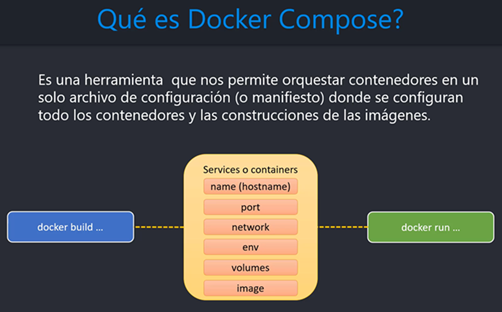 Qué es Docker Compose?
Es una herramienta que nos permite orquestar contenedores en un
solo archivo de configuración (o manifiesto) donde se configuran
todo los contenedores y las construcciones de las imágenes.
Services o containers
name (hostname)
port
network
env
volumes
image
docker build ...
docker run ...